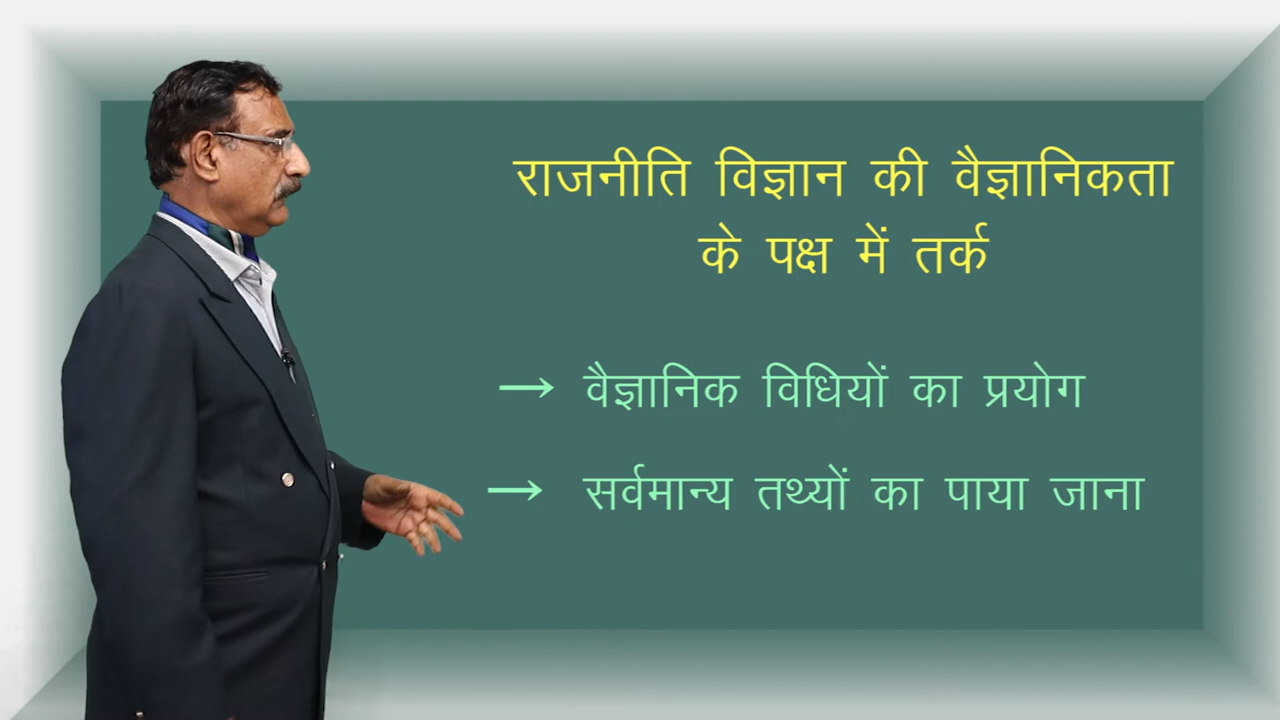 राजनीति विज्ञान की वैज्ञानिकता
के पक्ष में तर्क
→ वैज्ञानिक विधियों का प्रयोग
→ सर्वमान्य तथ्यों का पाया जाना